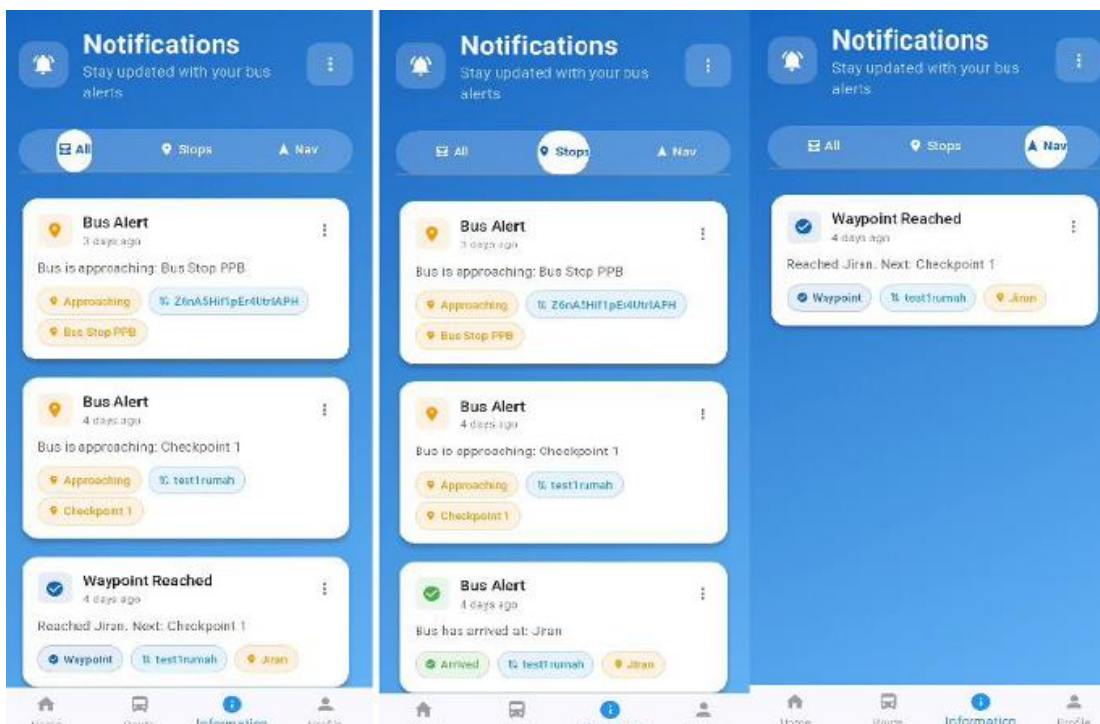 Notifications
Stay updated with your bus
alerts
All Stops Nav
Bus Alert
3 days ago
Bus is approaching: Bus Stop PPB
Approaching
Bus Stop PPB
Bus Alert
4 days ago
Bus is approaching: Checkpoint 1
Approaching test1rumah
Checkpoint 1
Waypoint Reached
4 days ago
Reached Jiran. Next: Checkpoint 1
Waypoint test1rumah Jiran
Home Route Information Profile
Notifications
Stay updated with your bus
alerts
All Stops Nav
Bus Alert
3 days ago
Bus is approaching: Bus Stop PPB
Approaching
Bus Stop PPB
Bus Alert
4 days ago
Bus is approaching: Checkpoint 1
Approaching test1rumah
Checkpoint 1
Bus Alert
4 days ago
Bus has arrived at: Jiran
Arrived test1rumah Jiran
Notifications
Stay updated with your bus
alerts
All Stops Nav
Waypoint Reached
4 days ago
Reached Jiran. Next: Checkpoint 1
Waypoint test1rumah Jiran
Home Route Information Profile